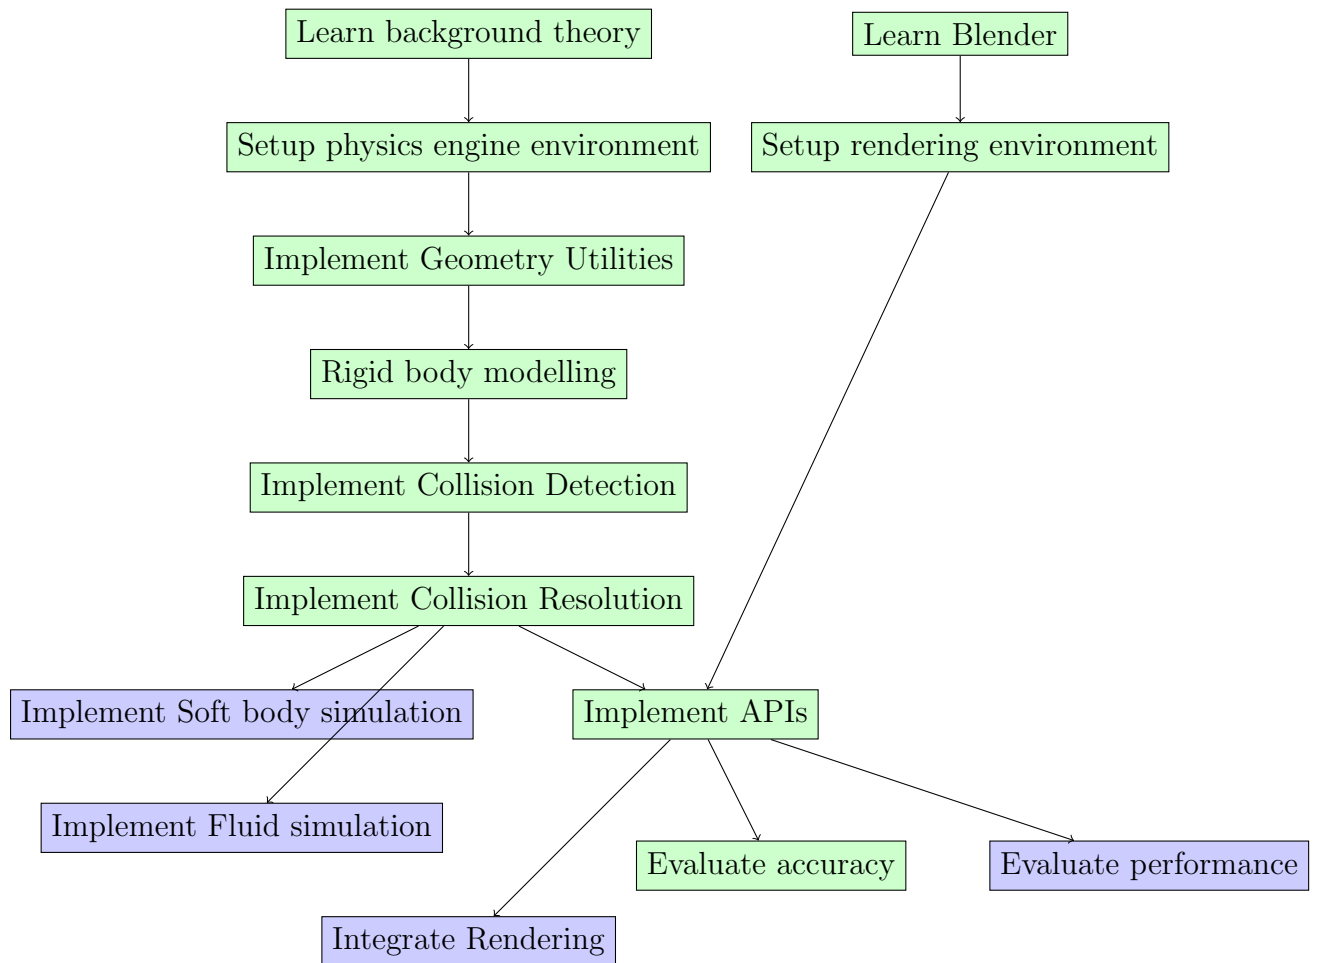 Learn background theory
Learn Blender
Setup physics engine environment
Setup rendering environment
Implement Geometry Utilities
Rigid body modelling
Implement Collision Detection
Implement Collision Resolution
Implement Soft body simulation
Implement APIs
Implement Fluid simulation
Evaluate accuracy
Evaluate performance
Integrate Rendering